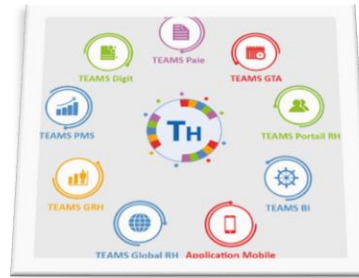 TEAMS Paie
TEAMS Digit
TEAMS GTA
TEAMS PMS
TH
TEAMS Portail RH
TEAMS GRH
TEAMS BI
TEAMS Global RH
Application Mobile